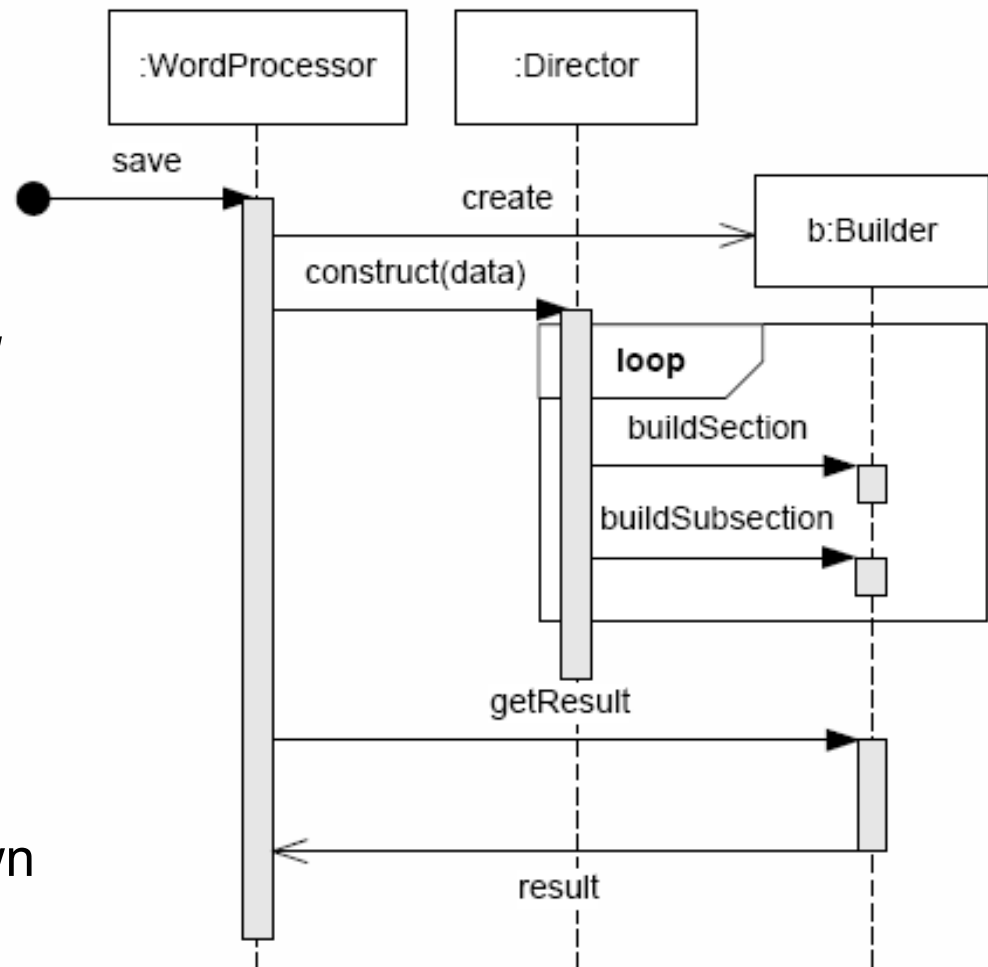 :WordProcessor
:Director
save
create
b:Builder
construct(data)
loop
buildSection
buildSubsection
getResult
result